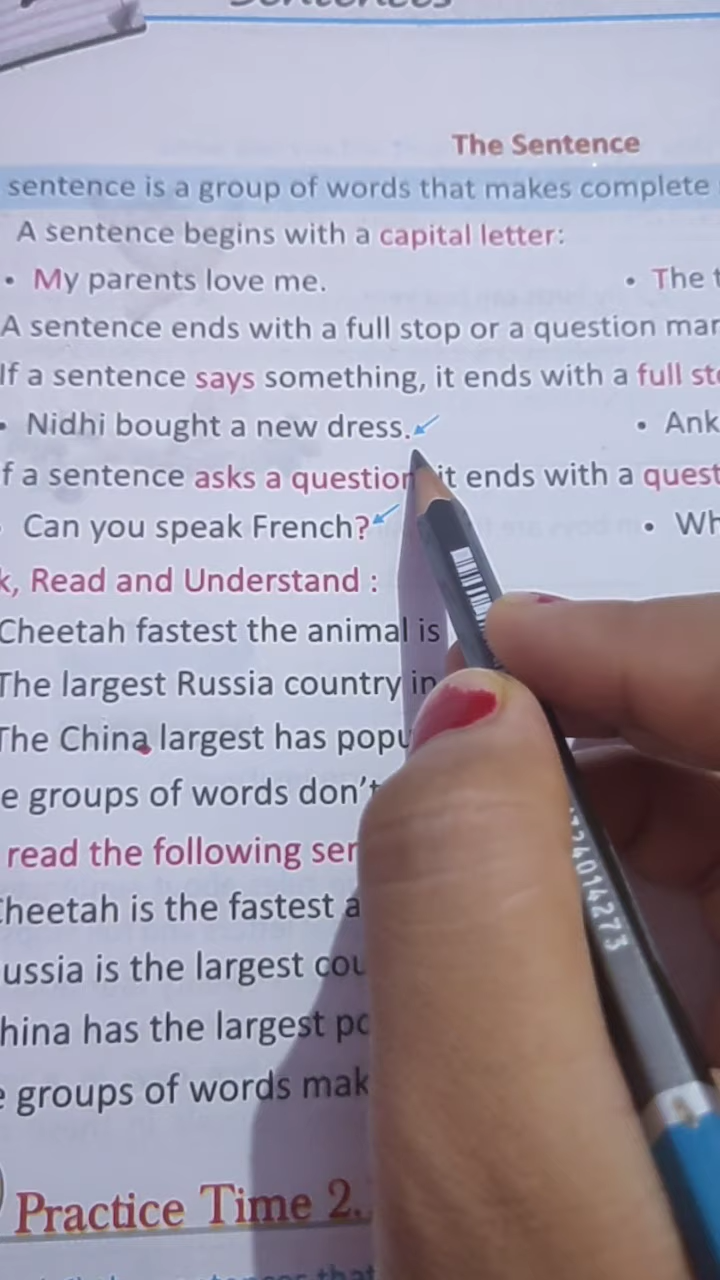 The Sentence
sentence is a group of words that makes complete
A sentence begins with a capital letter:
• My parents love me. • The t
A sentence ends with a full stop or a question mar
If a sentence says something, it ends with a full sto
• Nidhi bought a new dress. • Ank
f a sentence asks a question it ends with a quest
Can you speak French? • Wh
k, Read and Understand :
Cheetah fastest the animal is
The largest Russia country in
The China largest has popu
e groups of words don't
read the following sen
Cheetah is the fastest a
ussia is the largest cou
hina has the largest po
e groups of words mak
Practice Time 2.
4724014273